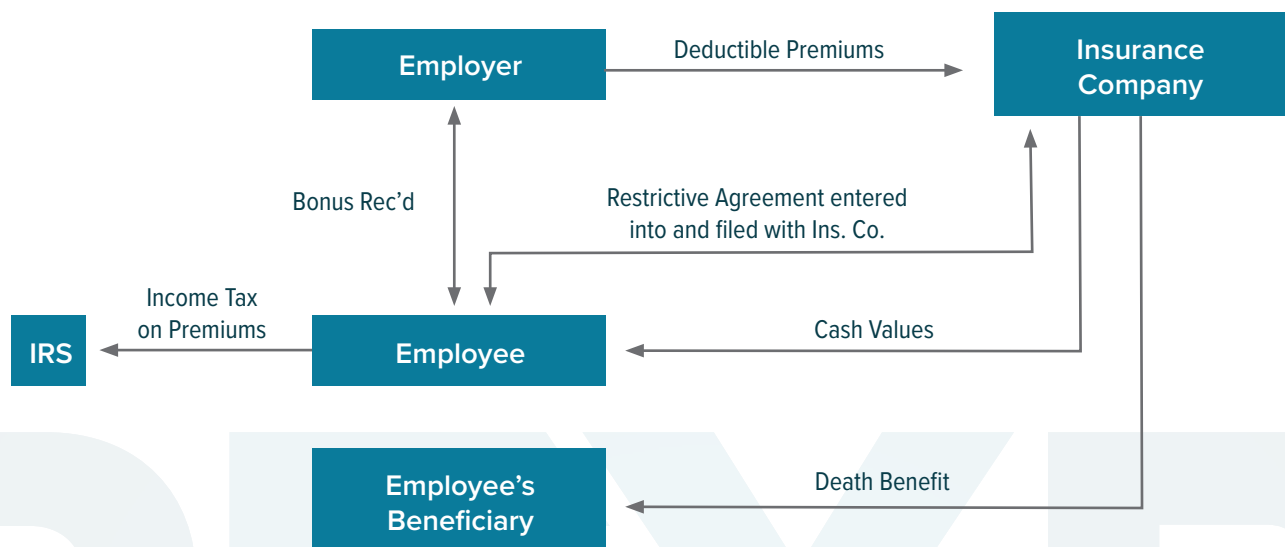 Employer
Deductible Premiums
Insurance
Company
Bonus Rec’d
Restrictive Agreement entered
into and filed with Ins. Co.
Income Tax
on Premiums
IRS
Employee
Cash Values
Employee’s
Beneficiary
Death Benefit